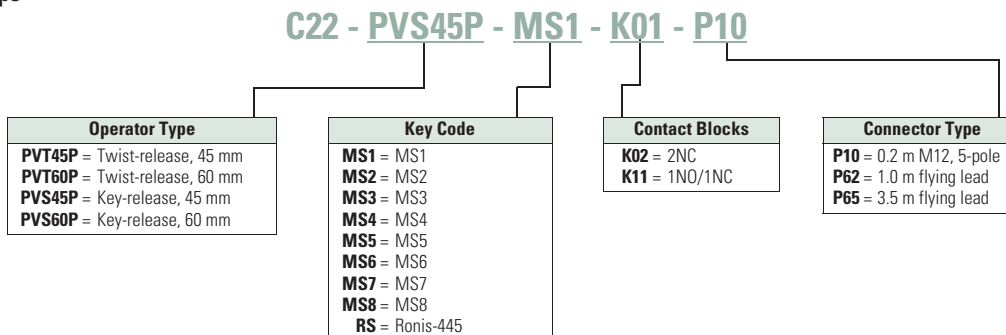 C22 - PVS45P - MS1 - K01 - P10
Operator Type
PVT45P = Twist-release, 45 mm
PVT60P = Twist-release, 60 mm
PVS45P = Key-release, 45 mm
PVS60P = Key-release, 60 mm
Key Code
MS1 = MS1
MS2 = MS2
MS3 = MS3
MS4 = MS4
MS5 = MS5
MS6 = MS6
MS7 = MS7
MS8 = MS8
RS = Ronis-445
Contact Blocks
K02 = 2NC
K11 = 1NO/1NC
Connector Type
P10 = 0.2 m M12, 5-pole
P62 = 1.0 m flying lead
P65 = 3.5 m flying lead